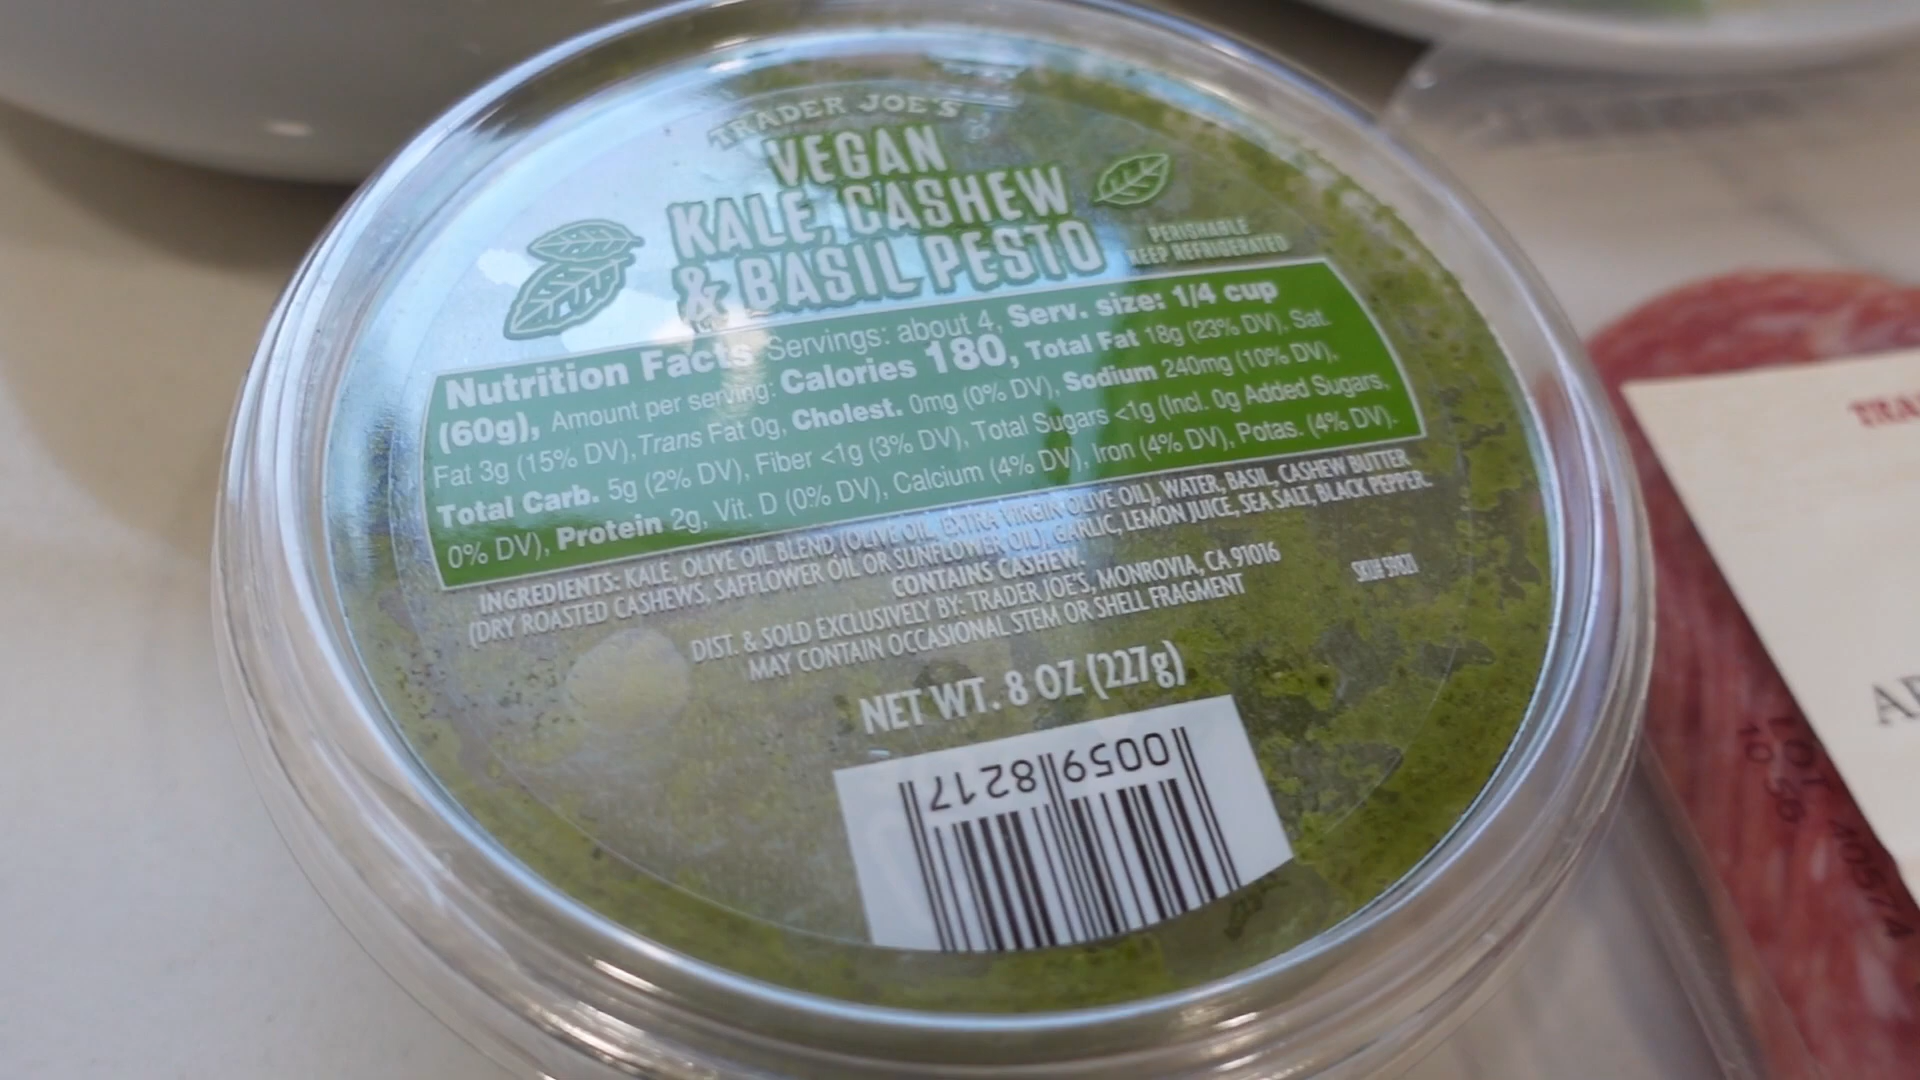 TRADER JOE'S
VEGAN
KALE, CASHEW
& BASIL PESTO
PERISHABLE
KEEP REFRIGERATED
Nutrition Facts Servings: about 4, Serv. size: 1/4 cup
(60g), Amount per serving: Calories 180, Total Fat 18g (23% DV), Sat.
Fat 3g (15% DV), Trans Fat 0g, Cholest. 0mg (0% DV), Sodium 240mg (10% DV),
Total Carb. 5g (2% DV), Fiber <1g (3% DV), Total Sugars <1g (Incl. 0g Added Sugars,
0% DV), Protein 2g, Vit. D (0% DV), Calcium (4% DV), Iron (4% DV), Potas. (4% DV).
INGREDIENTS: KALE, OLIVE OIL BLEND (OLIVE OIL, EXTRA VIRGIN OLIVE OIL), WATER, BASIL, CASHEW BUTTER
(DRY ROASTED CASHEWS, SAFFLOWER OIL OR SUNFLOWER OIL), GARLIC, LEMON JUICE, SEA SALT, BLACK PEPPER.
CONTAINS CASHEW.
DIST. & SOLD EXCLUSIVELY BY: TRADER JOE'S, MONROVIA, CA 91016
MAY CONTAIN OCCASIONAL STEM OR SHELL FRAGMENT
SKU# 59821
NET WT. 8 OZ (227g)
0059 8217